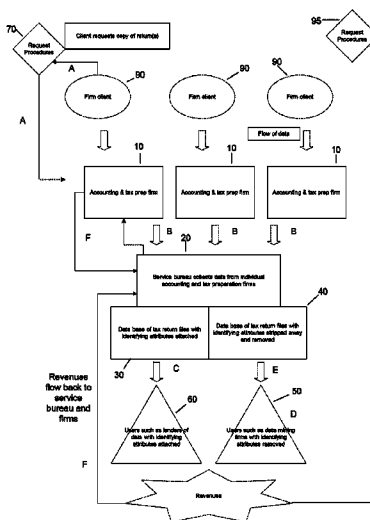 70
Request
Procedures
Client requests copy of return(s)
95
Request
Procedures
A
90
Firm client
90
Firm client
90
Firm client
A
Flow of data
10
Accounting & tax prep firm
10
Accounting & tax prep firm
10
Accounting & tax prep firm
F
B
B
B
20
Service bureau collects data from individual
accounting and tax preparation firms
40
Data base of tax return files with
identifying attributes
attached
Data base of tax return files with
identifying attributes stripped away
and removed
30
C
E
Revenues
flow back to
service
bureau and
firms
60
50
D
Users such as lenders of
data with identifying
attributes attached
Users such as data mining
firms with identifying
attributes removed
F
Revenues